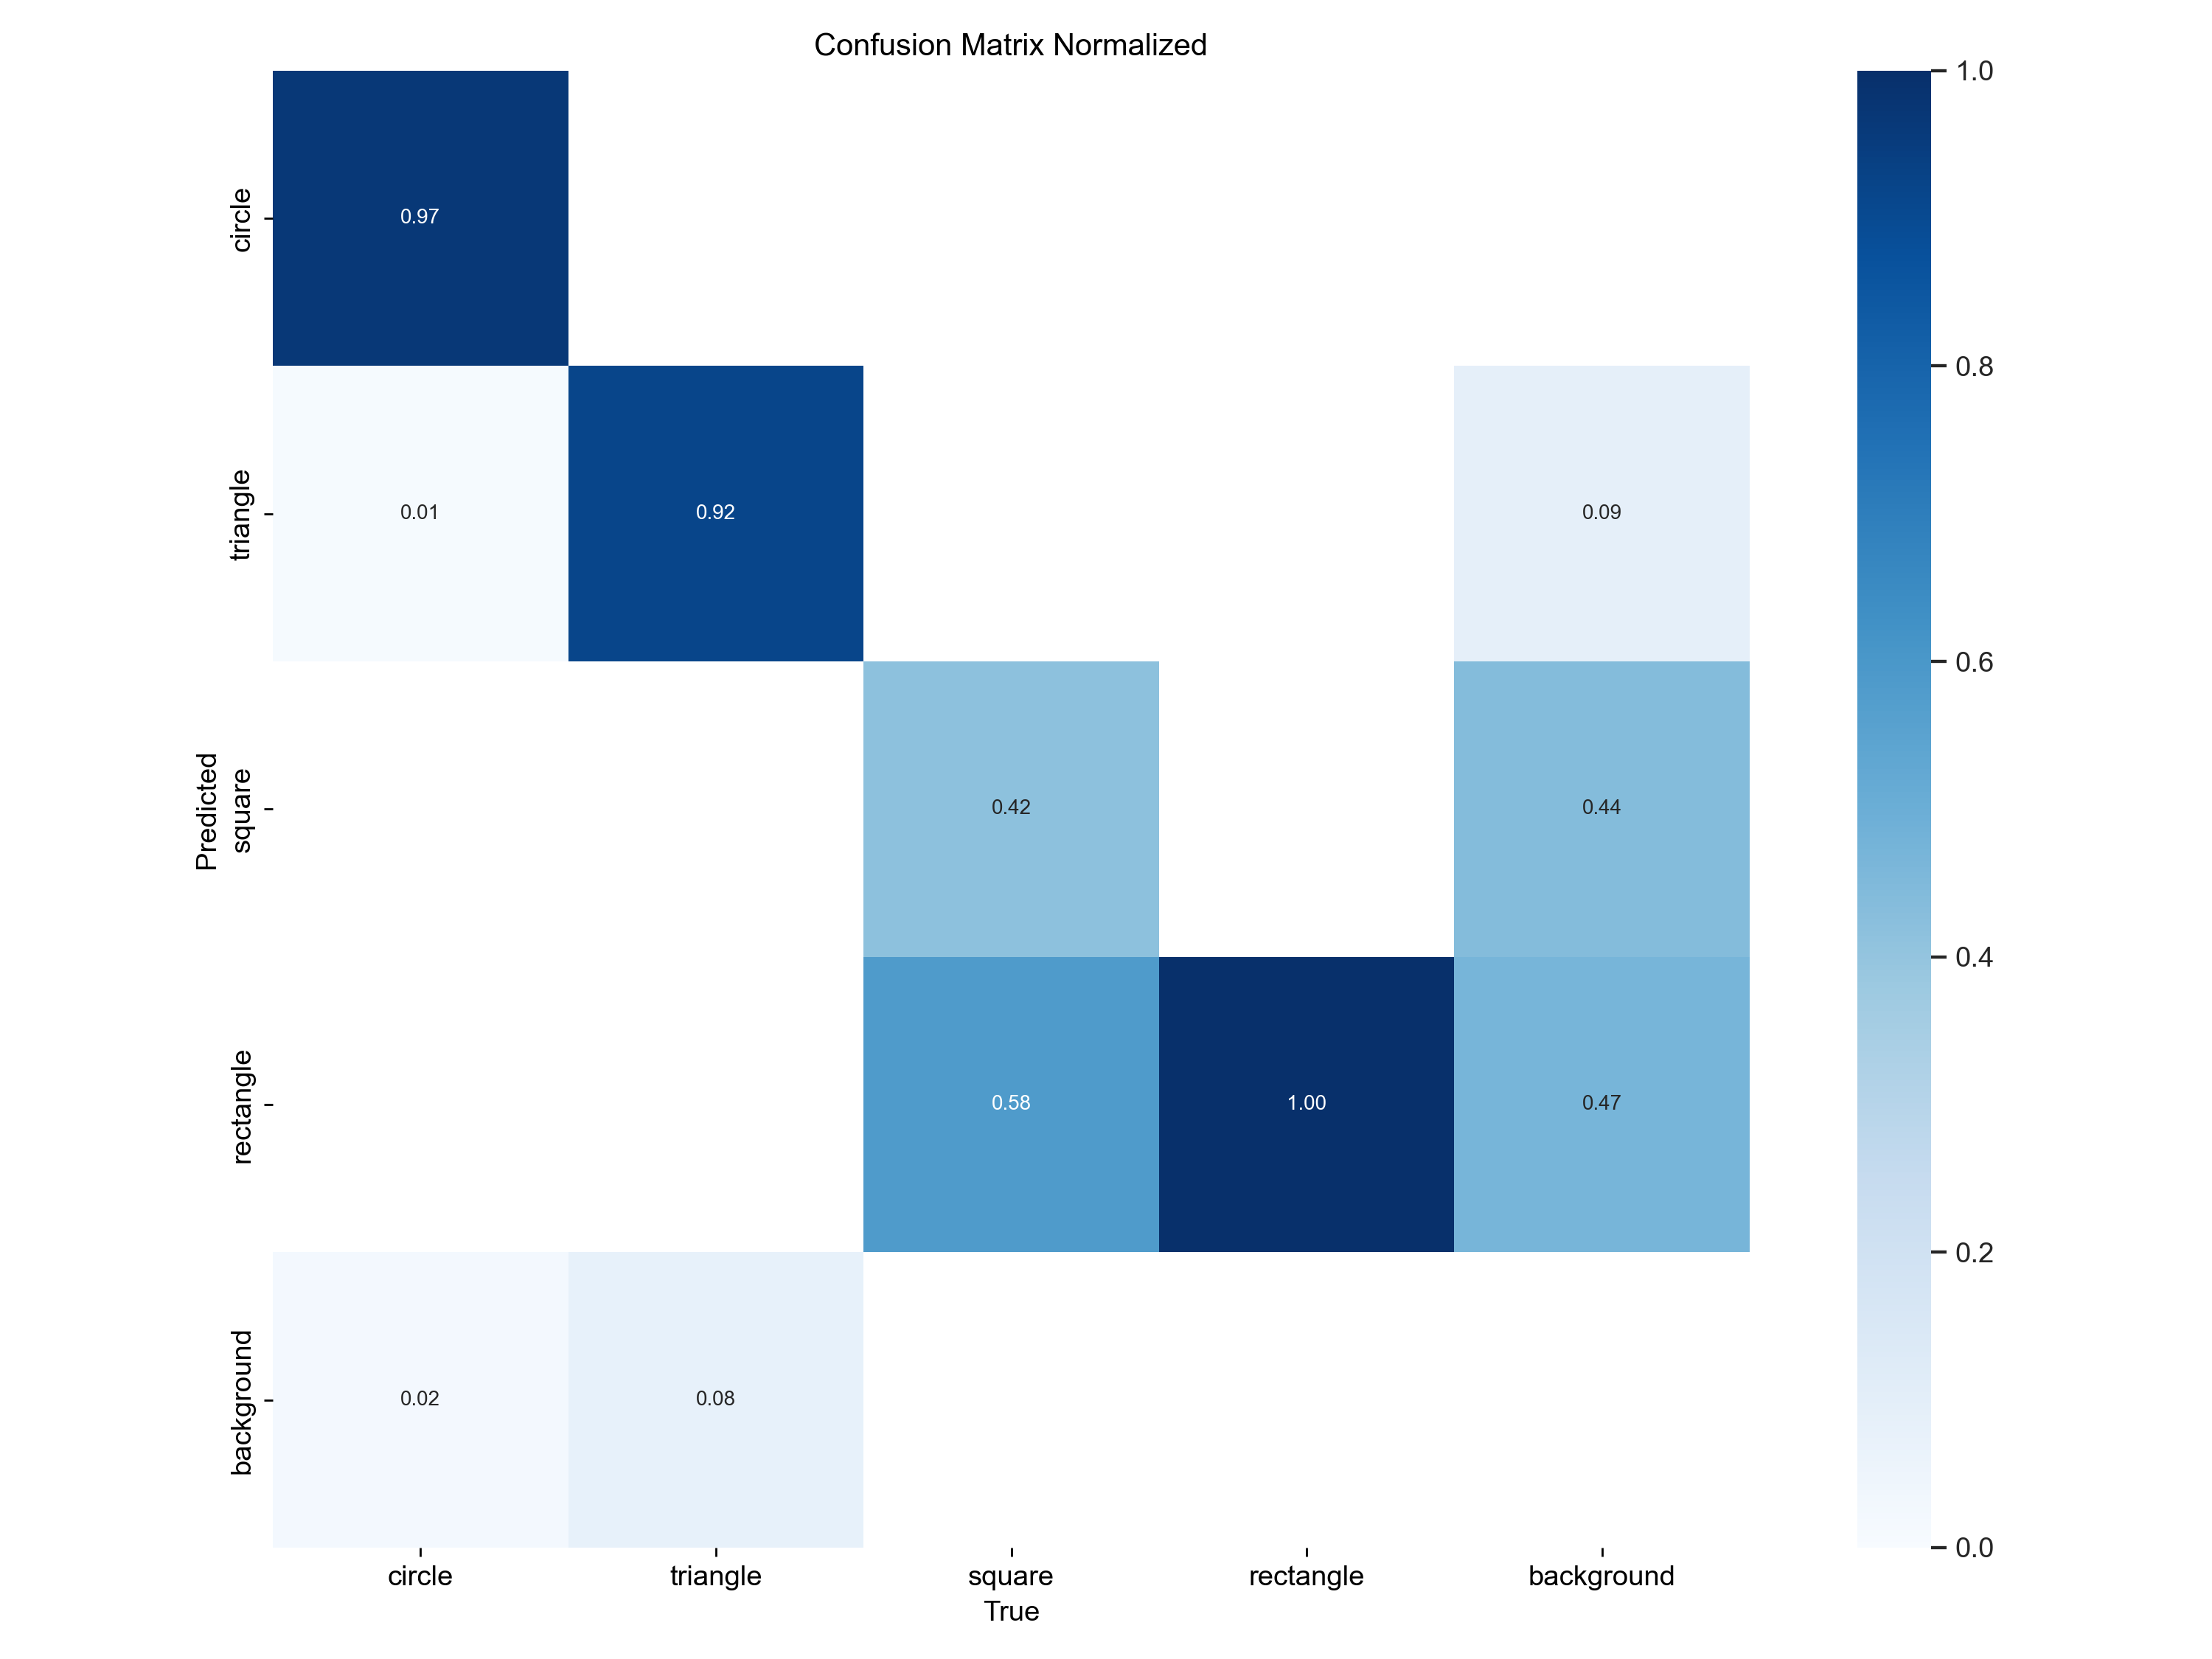 Confusion Matrix Normalized
1.0
circle
0.97
0.8
triangle
0.01
0.92
0.09
0.6
Predicted
square
0.42
0.44
0.4
rectangle
0.58
1.00
0.47
0.2
background
0.02
0.08
0.0
circle
triangle
square
rectangle
background
True